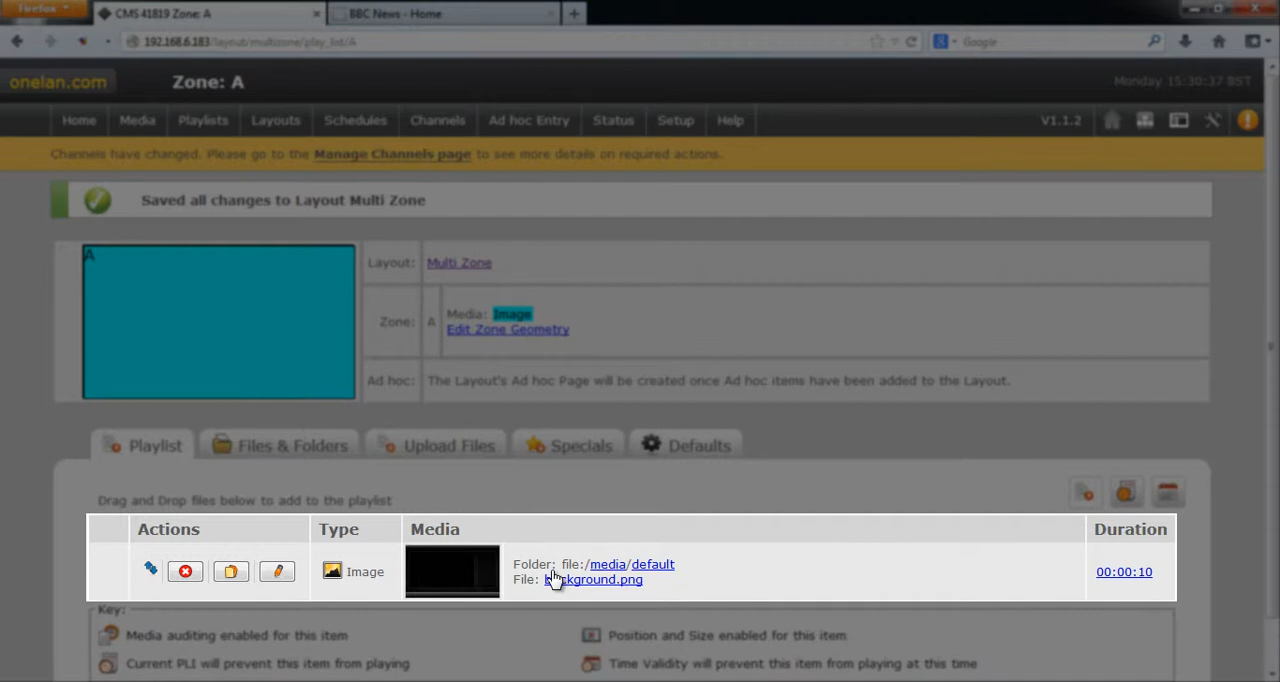 Firefox
CMS 41819 Zone: A
BBC News - Home
192.168.6.183/layout/multizone/play_list/A
Google
onelan.com
Zone: A
Monday 15:30:37 BST
Home
Media
Playlists
Layouts
Schedules
Channels
Ad hoc Entry
Status
Setup
Help
V1.1.2
Channels have changed. Please go to the Manage Channels page to see more details on required actions.
Saved all changes to Layout Multi Zone
A
Layout: Multi Zone
Zone: A
Media: Image
Edit Zone Geometry
Ad hoc: The Layout's Ad hoc Page will be created once Ad hoc items have been added to the Layout.
Playlist
Files & Folders
Upload Files
Specials
Defaults
Drag and Drop files below to add to the playlist
Actions
Type
Media
Duration
Image
Folder: file:/media/default
File: background.png
00:00:10
Key:
Media auditing enabled for this item
Position and Size enabled for this item
Current PLI will prevent this item from playing
Time Validity will prevent this item from playing at this time